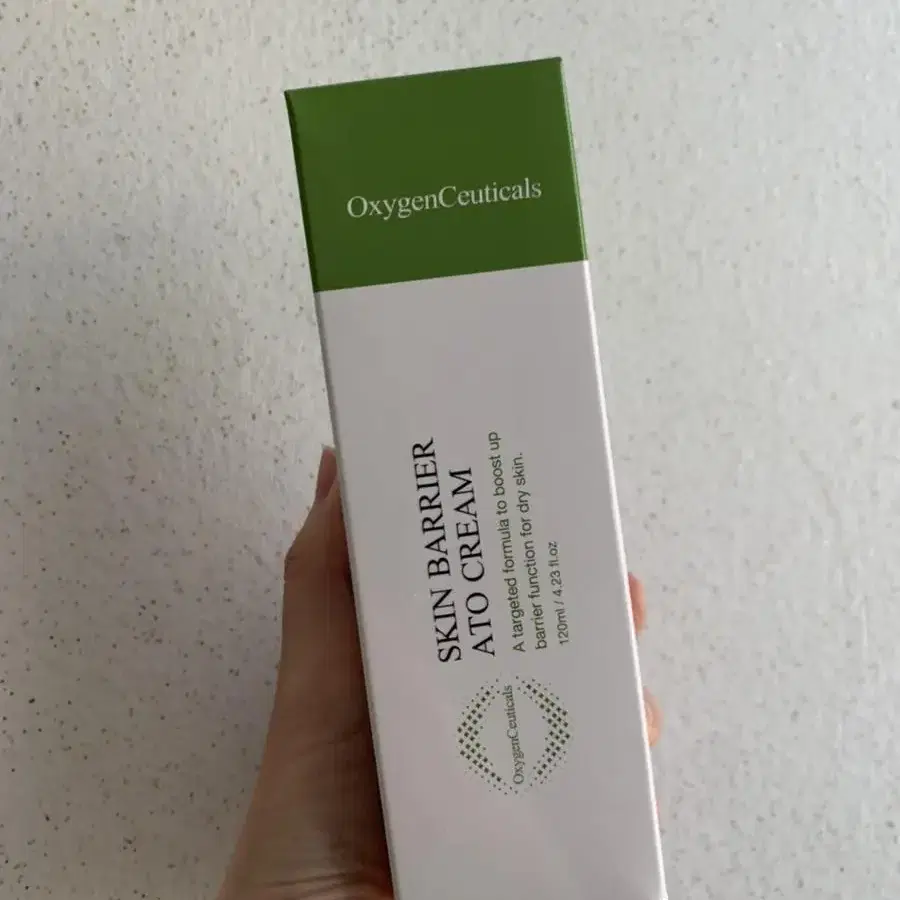 OxygenCeuticals
SKIN BARRIER
ATO CREAM
A targeted formula to boost up
barrier function for dry skin.
120ml / 4.23 fl.oz
OxygenCeuticals